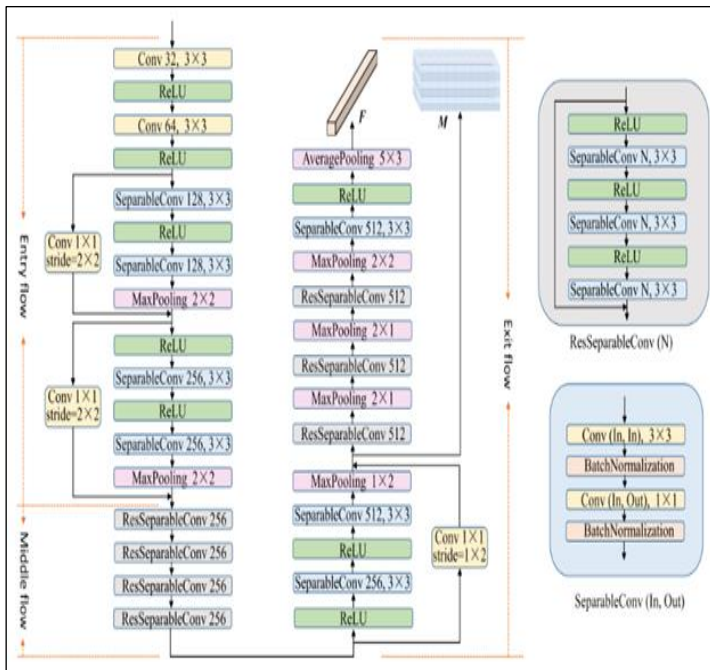 Entry flow
Middle flow
Conv 32, 3×3
ReLU
Conv 64, 3×3
ReLU
SeparableConv 128, 3×3
ReLU
SeparableConv 128, 3×3
MaxPooling 2×2
Conv 1×1
stride=2×2
ReLU
SeparableConv 256, 3×3
ReLU
SeparableConv 256, 3×3
MaxPooling 2×2
Conv 1×1
stride=2×2
ResSeparableConv 256
ResSeparableConv 256
ResSeparableConv 256
ResSeparableConv 256
F
M
AveragePooling 5×3
ReLU
SeparableConv 512, 3×3
MaxPooling 2×2
ResSeparableConv 512
MaxPooling 2×1
ResSeparableConv 512
MaxPooling 2×1
ResSeparableConv 512
MaxPooling 1×2
SeparableConv 512, 3×3
ReLU
SeparableConv 256, 3×3
ReLU
Conv 1×1
stride=1×2
Exit flow
ReLU
SeparableConv N, 3×3
ReLU
SeparableConv N, 3×3
ReLU
SeparableConv N, 3×3
ResSeparableConv (N)
Conv (In, In), 3×3
BatchNormalization
Conv (In, Out), 1×1
BatchNormalization
SeparableConv (In, Out)